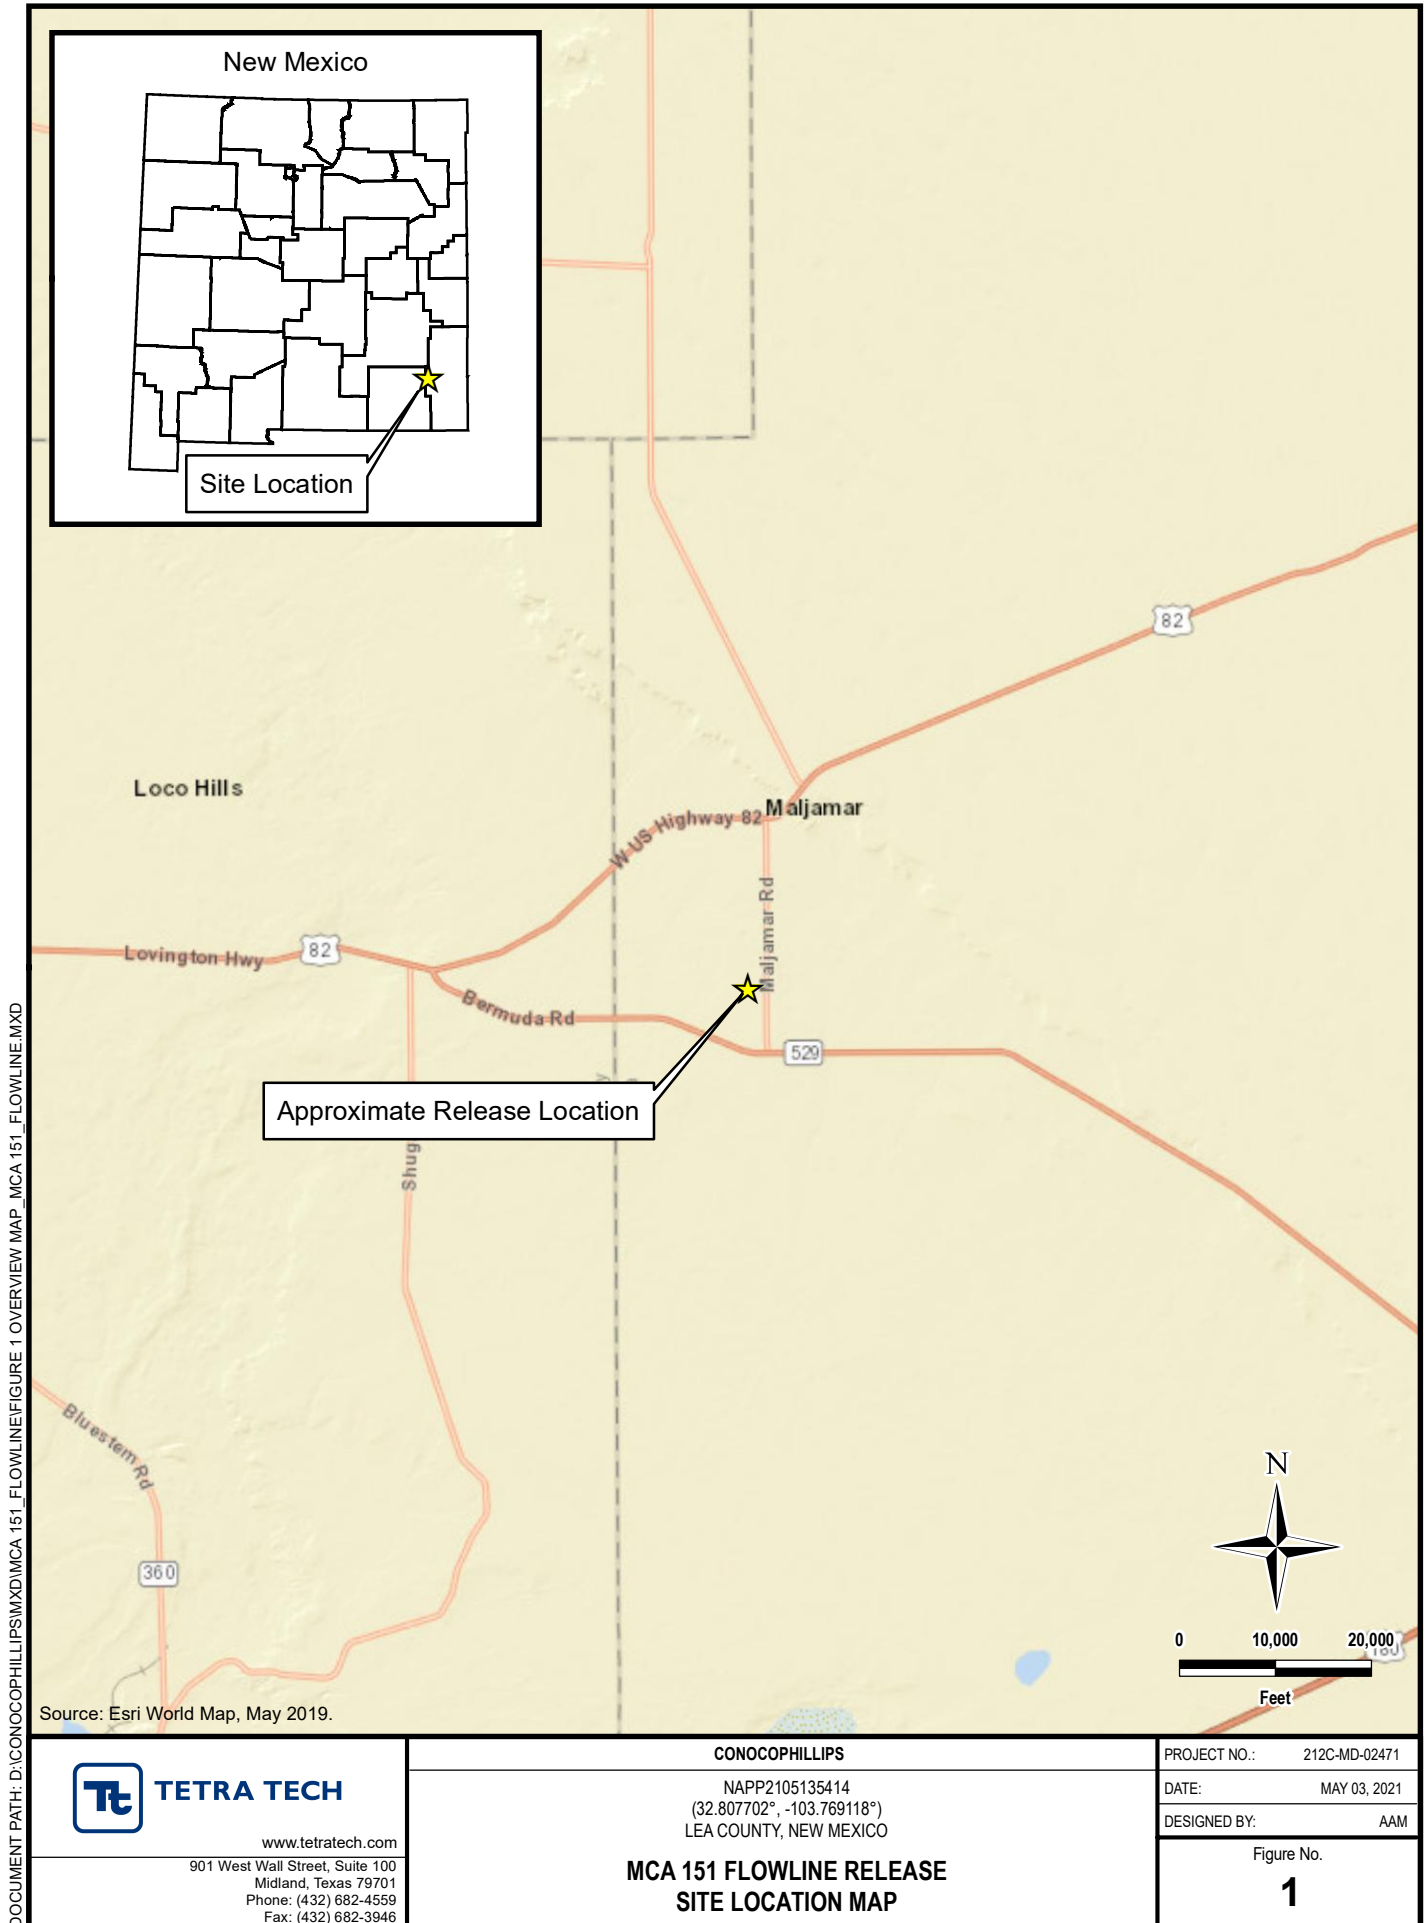 New Mexico
Site Location
82
Loco Hills
Maljamar
W US Highway 82
Maljamar Rd
Lovington Hwy
82
Bermuda Rd
529
Approximate Release Location
Shug
Bluestem Rd
360
N
0 10,000 20,000
180
Feet
Source: Esri World Map, May 2019.
DOCUMENT PATH: D:\CONOCOPHILLIPS\MXD\MCA 151_FLOWLINE\FIGURE 1 OVERVIEW MAP_MCA 151_FLOWLINE.MXD
Tt TETRA TECH
www.tetratech.com
901 West Wall Street, Suite 100
Midland, Texas 79701
Phone: (432) 682-4559
Fax: (432) 682-3946
CONOCOPHILLIPS
NAPP2105135414
(32.807702°, -103.769118°)
LEA COUNTY, NEW MEXICO
MCA 151 FLOWLINE RELEASE
SITE LOCATION MAP
PROJECT NO.: 212C-MD-02471
DATE: MAY 03, 2021
DESIGNED BY: AAM
Figure No.
1